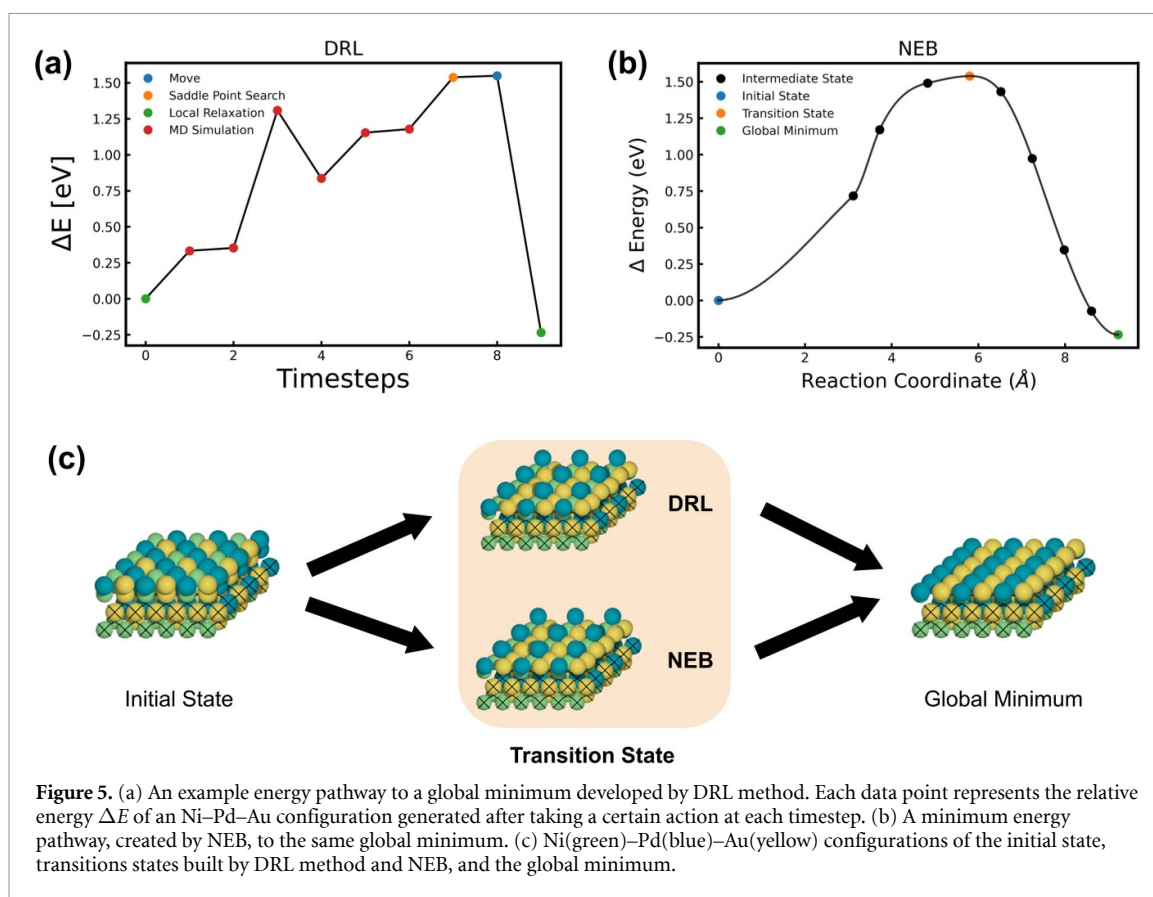 (a)
DRL
1.50
1.25
1.00
0.75
0.50
0.25
0.00
−0.25
ΔE [eV]
Move
Saddle Point Search
Local Relaxation
MD Simulation
0 2 4 6 8
Timesteps
(b)
NEB
1.50
1.25
1.00
0.75
0.50
0.25
0.00
−0.25
Δ Energy (eV)
Intermediate State
Initial State
Transition State
Global Minimum
0 2 4 6 8
Reaction Coordinate (Å)
(c)
DRL
NEB
Initial State
Global Minimum
Transition State
Figure 5. (a) An example energy pathway to a global minimum developed by DRL method. Each data point represents the relative
energy ΔE of an Ni–Pd–Au configuration generated after taking a certain action at each timestep. (b) A minimum energy
pathway, created by NEB, to the same global minimum. (c) Ni(green)–Pd(blue)–Au(yellow) configurations of the initial state,
transitions states built by DRL method and NEB, and the global minimum.